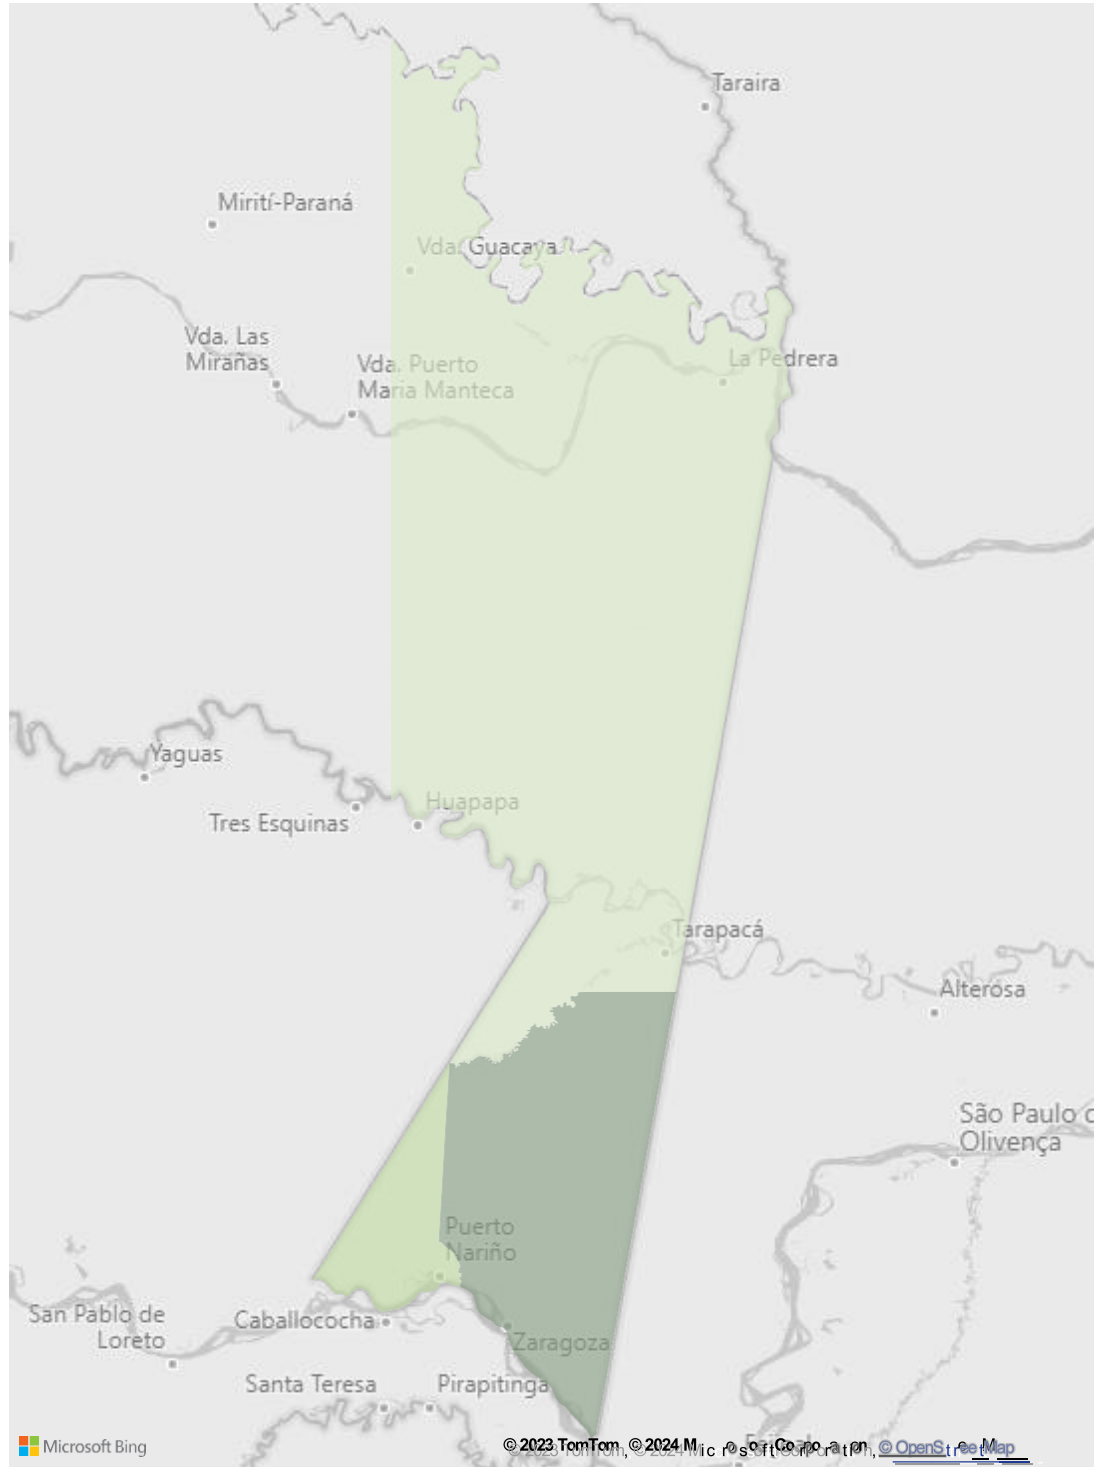 Taraira
Mirití-Paraná
Vda. Guacaya
Vda. Las
Mirañas
Vda. Puerto
Maria Manteca
La Pedrera
Yaguas
Huapapa
Tres Esquinas
Tarapacá
Alterosa
São Paulo
Olivença
Puerto
Nariño
San Pablo de
Loreto
Caballococha
Zaragoza
Santa Teresa
Pirapitinga
Microsoft Bing
© 2023 TomTom, © 2024 Microsoft Corporation, © OpenStreetMap